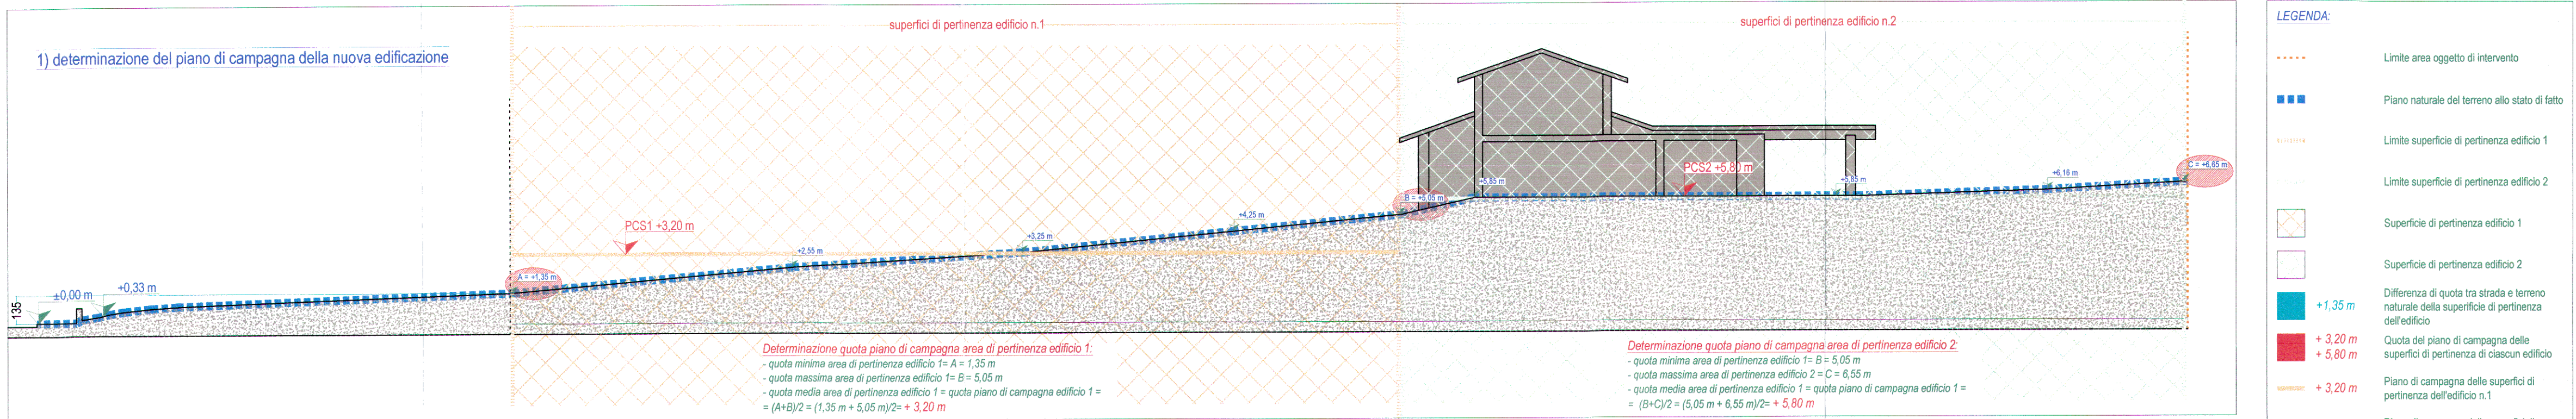 superfici di pertinenza edificio n.1
superfici di pertinenza edificio n.2
1) determinazione del piano di campagna della nuova edificazione
PCS1 +3,20 m
PCS2 +5,80 m
135
±0,00 m
+0,33 m
A = +1,35 m
+2,55 m
+3,25 m
+4,25 m
B = +5,05 m
+5,85 m
+5,85 m
+6,16 m
C = +6,65 m
Determinazione quota piano di campagna area di pertinenza edificio 1:
- quota minima area di pertinenza edificio 1= A = 1,35 m
- quota massima area di pertinenza edificio 1= B = 5,05 m
- quota media area di pertinenza edificio 1 = quota piano di campagna edificio 1 =
= (A+B)/2 = (1,35 m + 5,05 m)/2= + 3,20 m
Determinazione quota piano di campagna area di pertinenza edificio 2:
- quota minima area di pertinenza edificio 1= B = 5,05 m
- quota massima area di pertinenza edificio 2 = C = 6,55 m
- quota media area di pertinenza edificio 1 = quota piano di campagna edificio 1 =
= (B+C)/2 = (5,05 m + 6,55 m)/2= + 5,80 m
LEGENDA:
Limite area oggetto di intervento
Piano naturale del terreno allo stato di fatto
Limite superficie di pertinenza edificio 1
Limite superficie di pertinenza edificio 2
Superficie di pertinenza edificio 1
Superficie di pertinenza edificio 2
+1,35 m
Differenza di quota tra strada e terreno
naturale della superificie di pertinenza
dell'edificio
+ 3,20 m
+ 5,80 m
Quota del piano di campagna delle
superfici di pertinenza di ciascun edificio
+ 3,20 m
Piano di campagna delle superfici di
pertinenza dell'edificio n.1